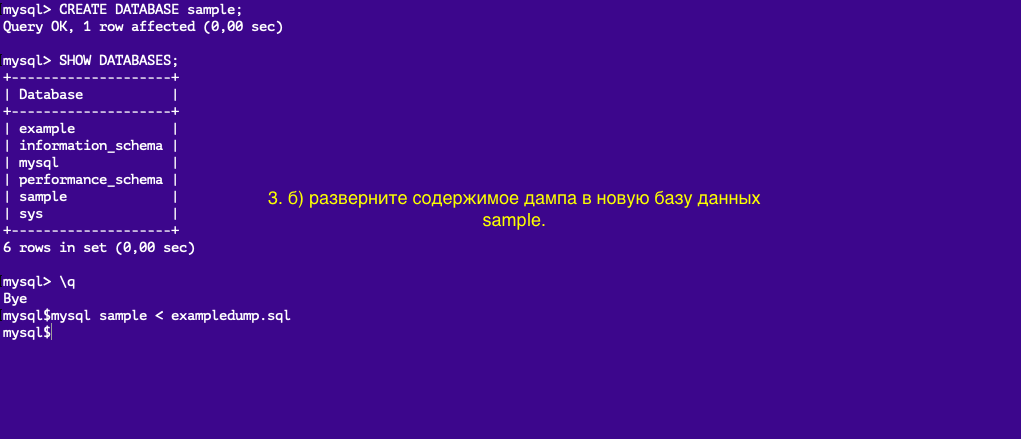 mysql> CREATE DATABASE sample;
Query OK, 1 row affected (0,00 sec)
mysql> SHOW DATABASES;
+--------------------+
| Database           |
+--------------------+
| example            |
| information_schema |
| mysql              |
| performance_schema |
| sample             |
| sys                |
+--------------------+
6 rows in set (0,00 sec)
mysql> \q
Bye
mysql$mysql sample < exampledump.sql
mysql$
3. б) разверните содержимое дампа в новую базу данных
sample.